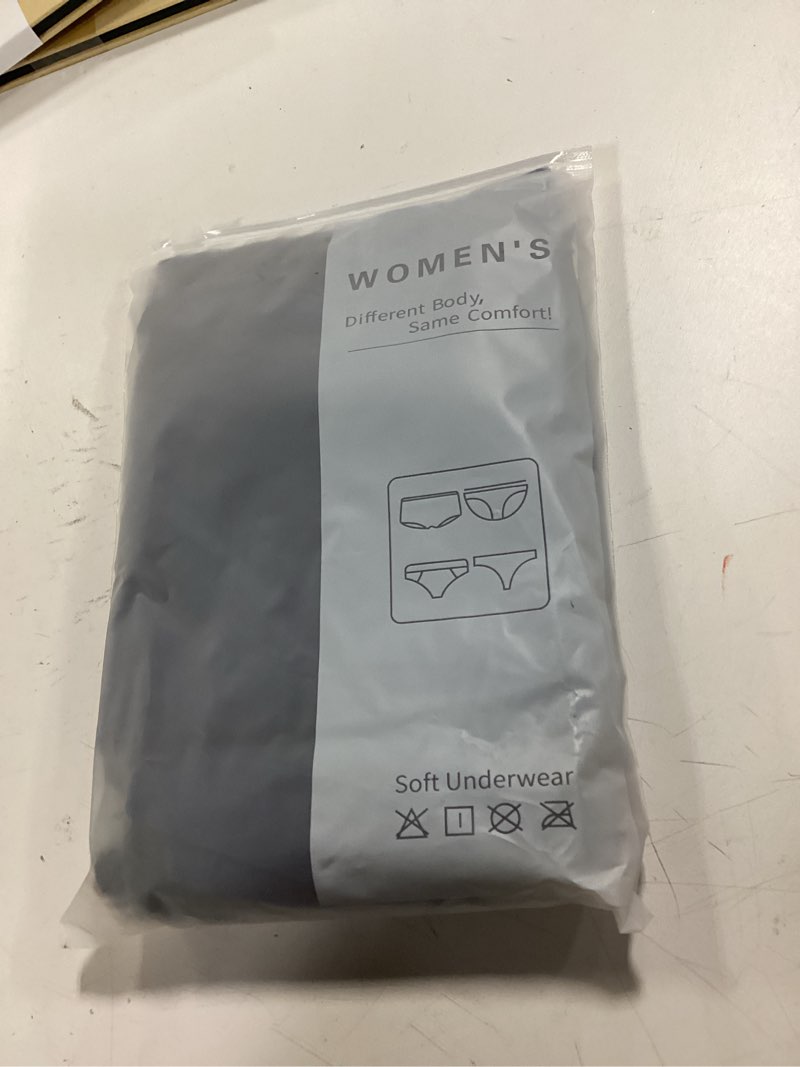 WOMEN'S
Different Body,
Same Comfort!
Soft Underwear